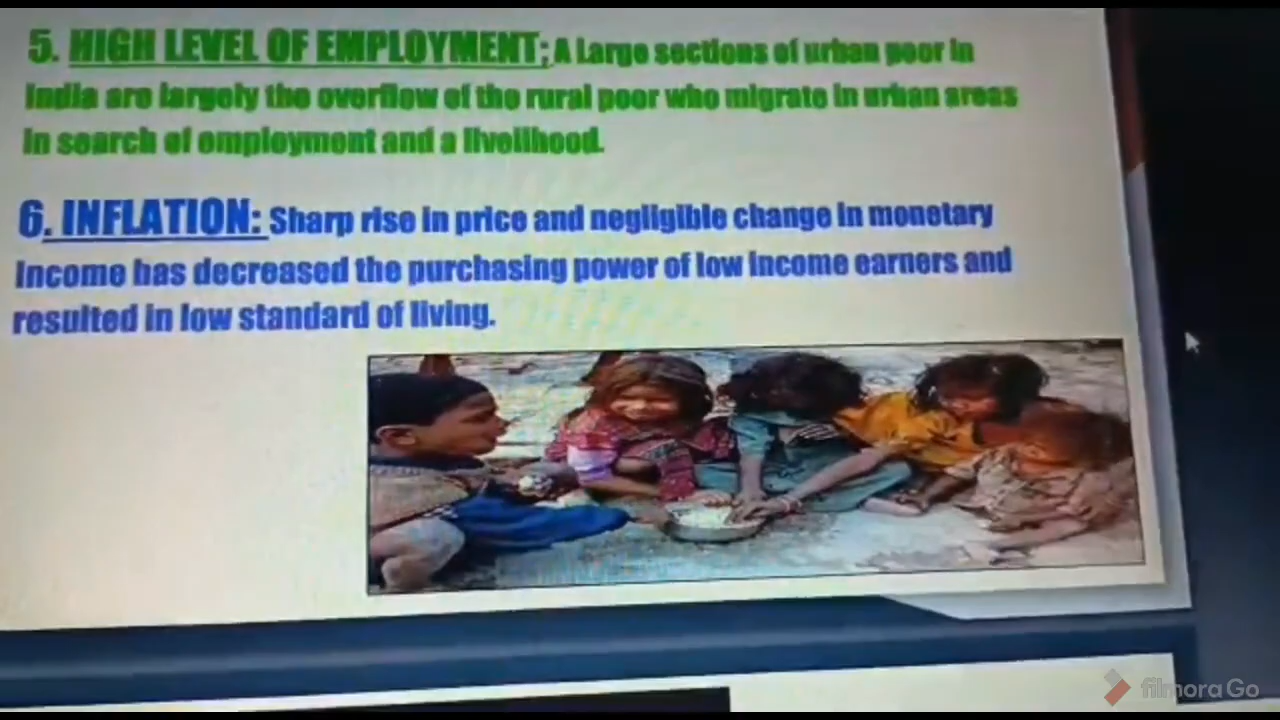 5. HIGH LEVEL OF EMPLOYMENT; A Large sections of urban poor in
India are largely the overflow of the rural poor who migrate in urban areas
in search of employment and a livelihood.
6. INFLATION: Sharp rise in price and negligible change in monetary
Income has decreased the purchasing power of low income earners and
resulted in low standard of living.
filmora Go